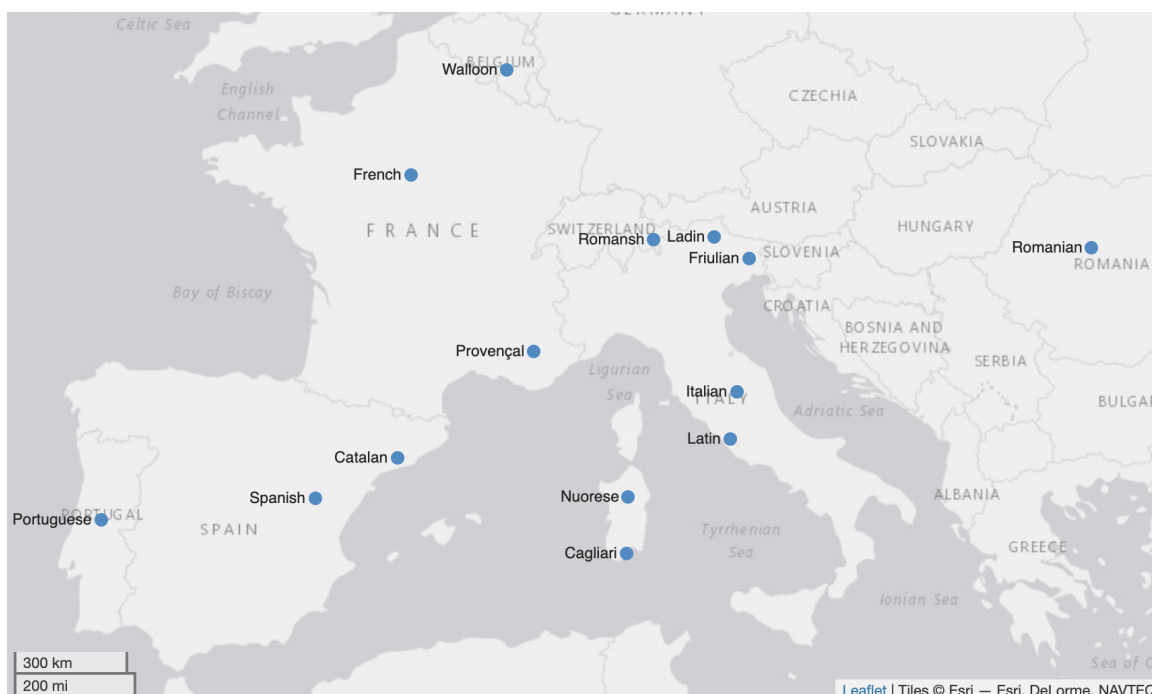 GERMANY
Celtic Sea
BELGIUM
Walloon
English
Channel
CZECHIA
SLOVAKIA
French
AUSTRIA
FRANCE
HUNGARY
SWITZERLAND
Romansh
Ladin
Friulian
SLOVENIA
Romanian
ROMANIA
Bay of Biscay
CROATIA
BOSNIA AND
HERZEGOVINA
Provençal
Ligurian
Sea
SERBIA
Italian
ITALY
Adriatic Sea
BULGAR
Latin
Catalan
Spanish
Nuorese
ALBANIA
Portuguese
PORTUGAL
SPAIN
Tyrrhenian
Sea
Cagliari
GREECE
Ionian Sea
300 km
200 mi
Sea of C
Leaflet | Tiles © Esri — Esri, DeLorme, NAVTEQ